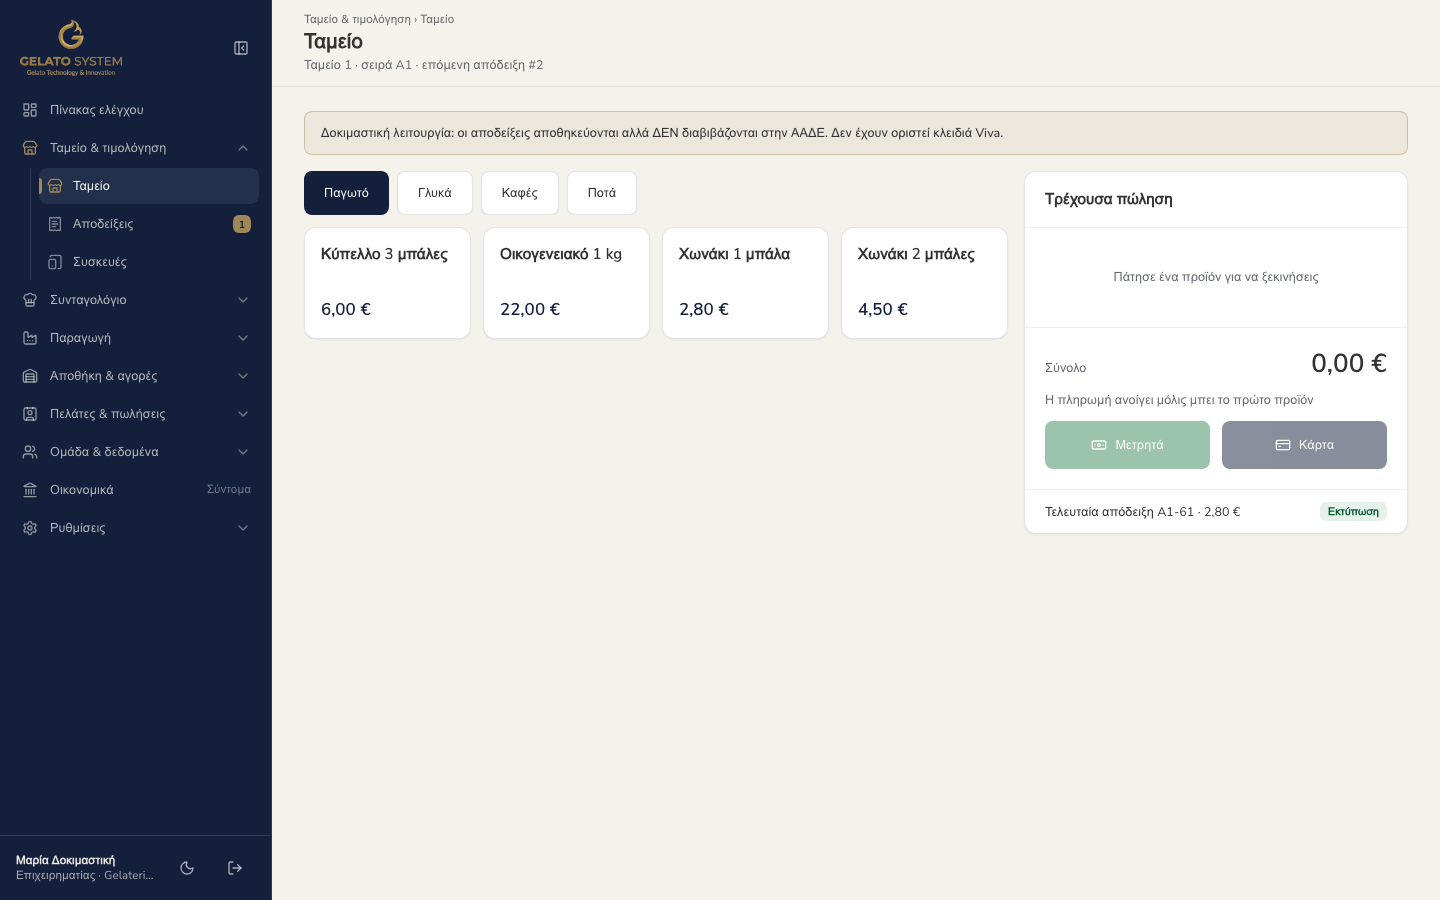 GELATO SYSTEM
Gelato Technology & Innovation
Πίνακας ελέγχου
Ταμείο & τιμολόγηση
Ταμείο
Αποδείξεις
1
Συσκευές
Συνταγολόγιο
Παραγωγή
Αποθήκη & αγορές
Πελάτες & πωλήσεις
Ομάδα & δεδομένα
Οικονομικά
Σύντομα
Ρυθμίσεις
Μαρία Δοκιμαστική
Επιχειρηματίας · Gelateri...
Ταμείο & τιμολόγηση › Ταμείο
Ταμείο
Ταμείο 1 · σειρά A1 · επόμενη απόδειξη #2
Δοκιμαστική λειτουργία: οι αποδείξεις αποθηκεύονται αλλά ΔΕΝ διαβιβάζονται στην ΑΑΔΕ. Δεν έχουν οριστεί κλειδιά Viva.
Παγωτό
Γλυκά
Καφές
Ποτά
Κύπελλο 3 μπάλες
6,00 €
Οικογενειακό 1 kg
22,00 €
Χωνάκι 1 μπάλα
2,80 €
Χωνάκι 2 μπάλες
4,50 €
Τρέχουσα πώληση
Πάτησε ένα προϊόν για να ξεκινήσεις
Σύνολο
0,00 €
Η πληρωμή ανοίγει μόλις μπει το πρώτο προϊόν
Μετρητά
Κάρτα
Τελευταία απόδειξη A1-61 · 2,80 €
Εκτύπωση